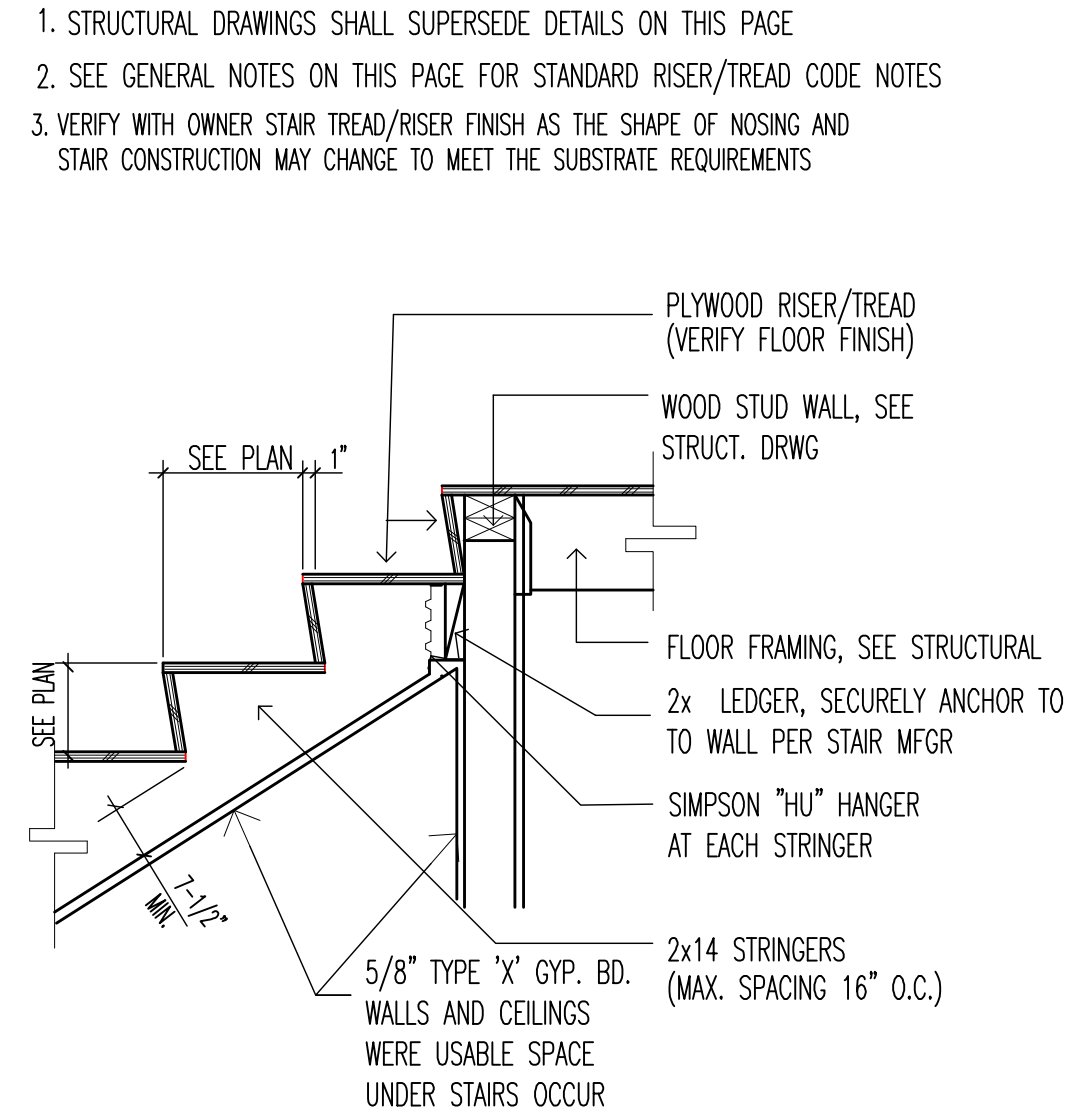 1. STRUCTURAL DRAWINGS SHALL SUPERSEDE DETAILS ON THIS PAGE
2. SEE GENERAL NOTES ON THIS PAGE FOR STANDARD RISER/TREAD CODE NOTES
3. VERIFY WITH OWNER STAIR TREAD/RISER FINISH AS THE SHAPE OF NOSING AND
STAIR CONSTRUCTION MAY CHANGE TO MEET THE SUBSTRATE REQUIREMENTS
PLYWOOD RISER/TREAD
(VERIFY FLOOR FINISH)
WOOD STUD WALL, SEE
STRUCT. DRWG
SEE PLAN
1"
SEE PLAN
FLOOR FRAMING, SEE STRUCTURAL
2x LEDGER, SECURELY ANCHOR TO
TO WALL PER STAIR MFGR
SIMPSON "HU" HANGER
AT EACH STRINGER
7-1/2"
MIN.
2x14 STRINGERS
(MAX. SPACING 16" O.C.)
5/8" TYPE 'X' GYP. BD.
WALLS AND CEILINGS
WERE USABLE SPACE
UNDER STAIRS OCCUR